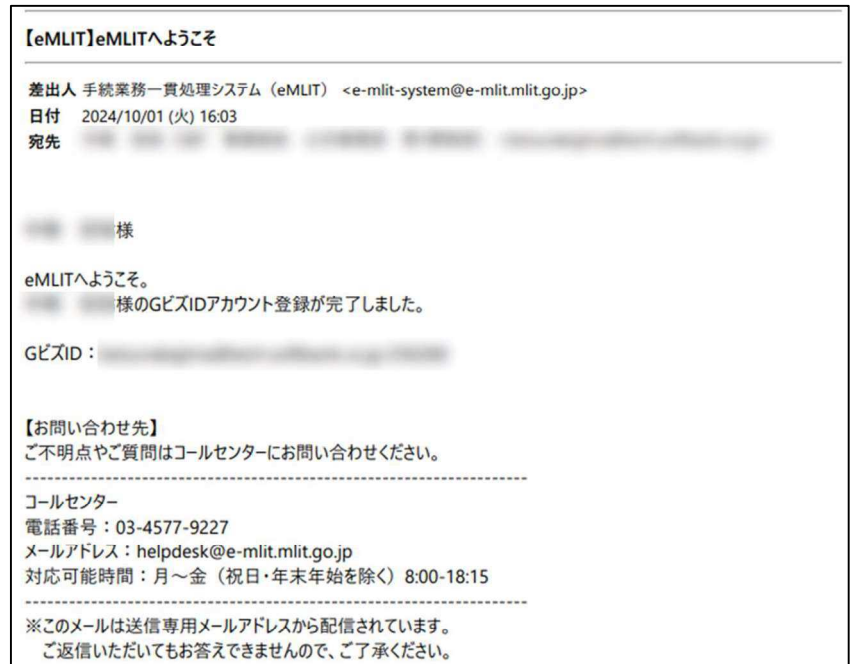 【eMLIT】eMLITへようこそ
差出人 手続業務一貫処理システム（eMLIT） <e-mlit-system@e-mlit.mlit.go.jp>
日付 2024/10/01 (火) 16:03
宛先
様
eMLITへようこそ。
様のGビズIDアカウント登録が完了しました。
GビズID：
【お問い合わせ先】
ご不明点やご質問はコールセンターにお問い合わせください。
----------------------------------------------------------------------
コールセンター
電話番号：03-4577-9227
メールアドレス：helpdesk@e-mlit.mlit.go.jp
対応可能時間：月～金（祝日・年末年始を除く）8:00-18:15
----------------------------------------------------------------------
※このメールは送信専用メールアドレスから配信されています。
ご返信いただいてもお答えできませんので、ご了承ください。